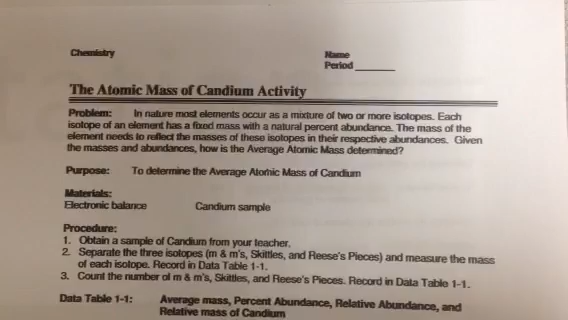 Chemistry
Name
Period
The Atomic Mass of Candium Activity
Problem: In nature most elements occur as a mixture of two or more isotopes. Each
isotope of an element has a fixed mass with a natural percent abundance. The mass of the
element needs to reflect the masses of these isotopes in their respective abundances. Given
the masses and abundances, how is the Average Atomic Mass determined?
Purpose: To determine the Average Atomic Mass of Candium
Materials:
Electronic balance Candium sample
Procedure:
1. Obtain a sample of Candium from your teacher.
2. Separate the three isotopes (m & m's, Skittles, and Reese's Pieces) and measure the mass
of each isotope. Record in Data Table 1-1.
3. Count the number of m & m's, Skittles, and Reese's Pieces. Record in Data Table 1-1.
Data Table 1-1: Average mass, Percent Abundance, Relative Abundance, and
Relative mass of Candium